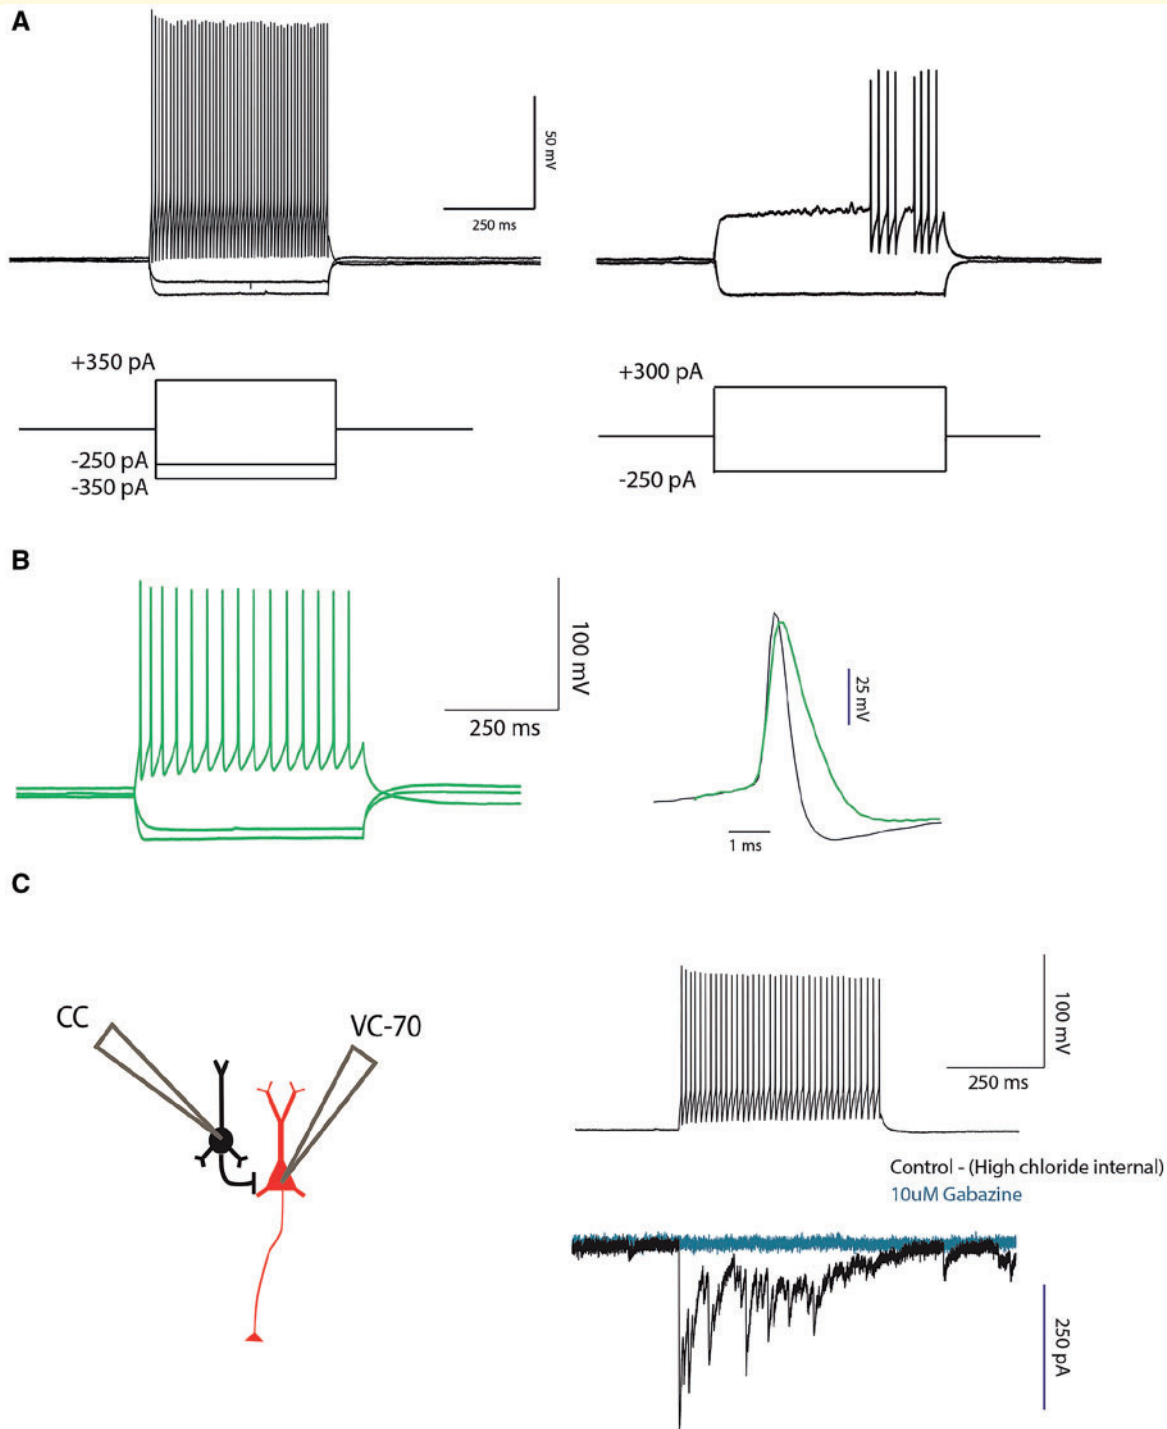 A
50 mV
250 ms
+350 pA
-250 pA
-350 pA
+300 pA
-250 pA
B
100 mV
250 ms
25 mV
1 ms
C
CC
VC-70
100 mV
250 ms
Control - (High chloride internal)
10uM Gabazine
250 pA